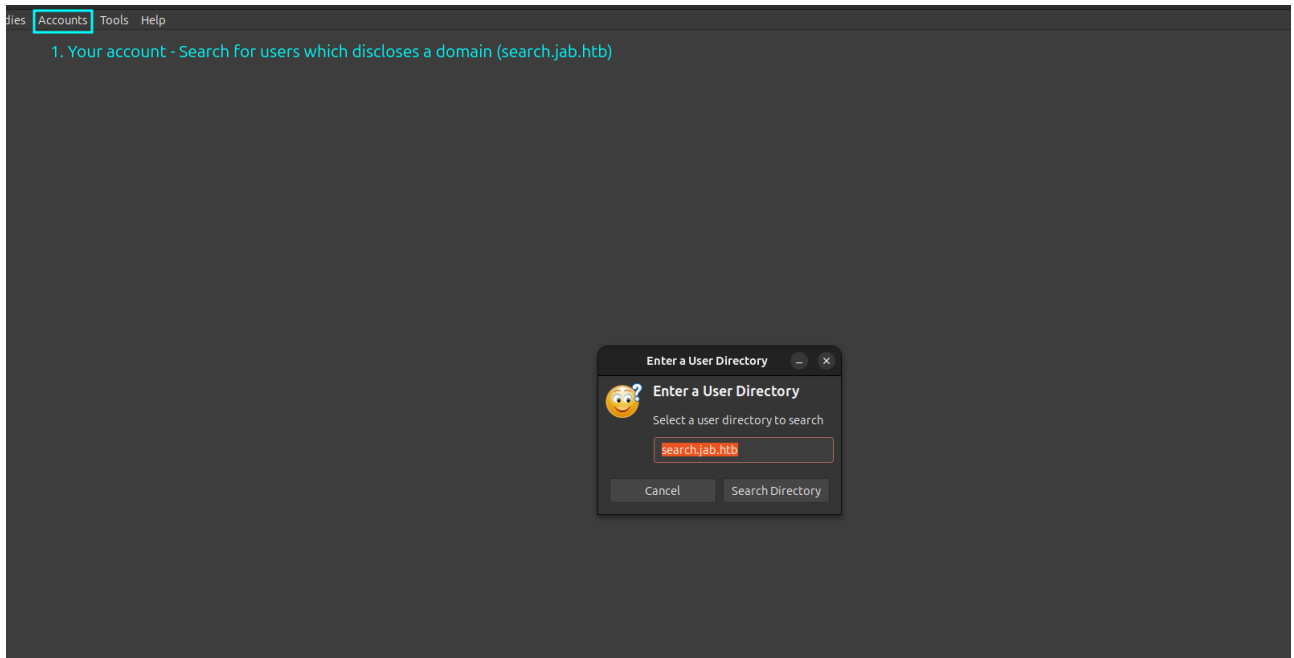 dies Accounts Tools Help
1. Your account - Search for users which discloses a domain (search.jab.htb)
Enter a User Directory
Enter a User Directory
Select a user directory to search
search.jab.htb
Cancel Search Directory